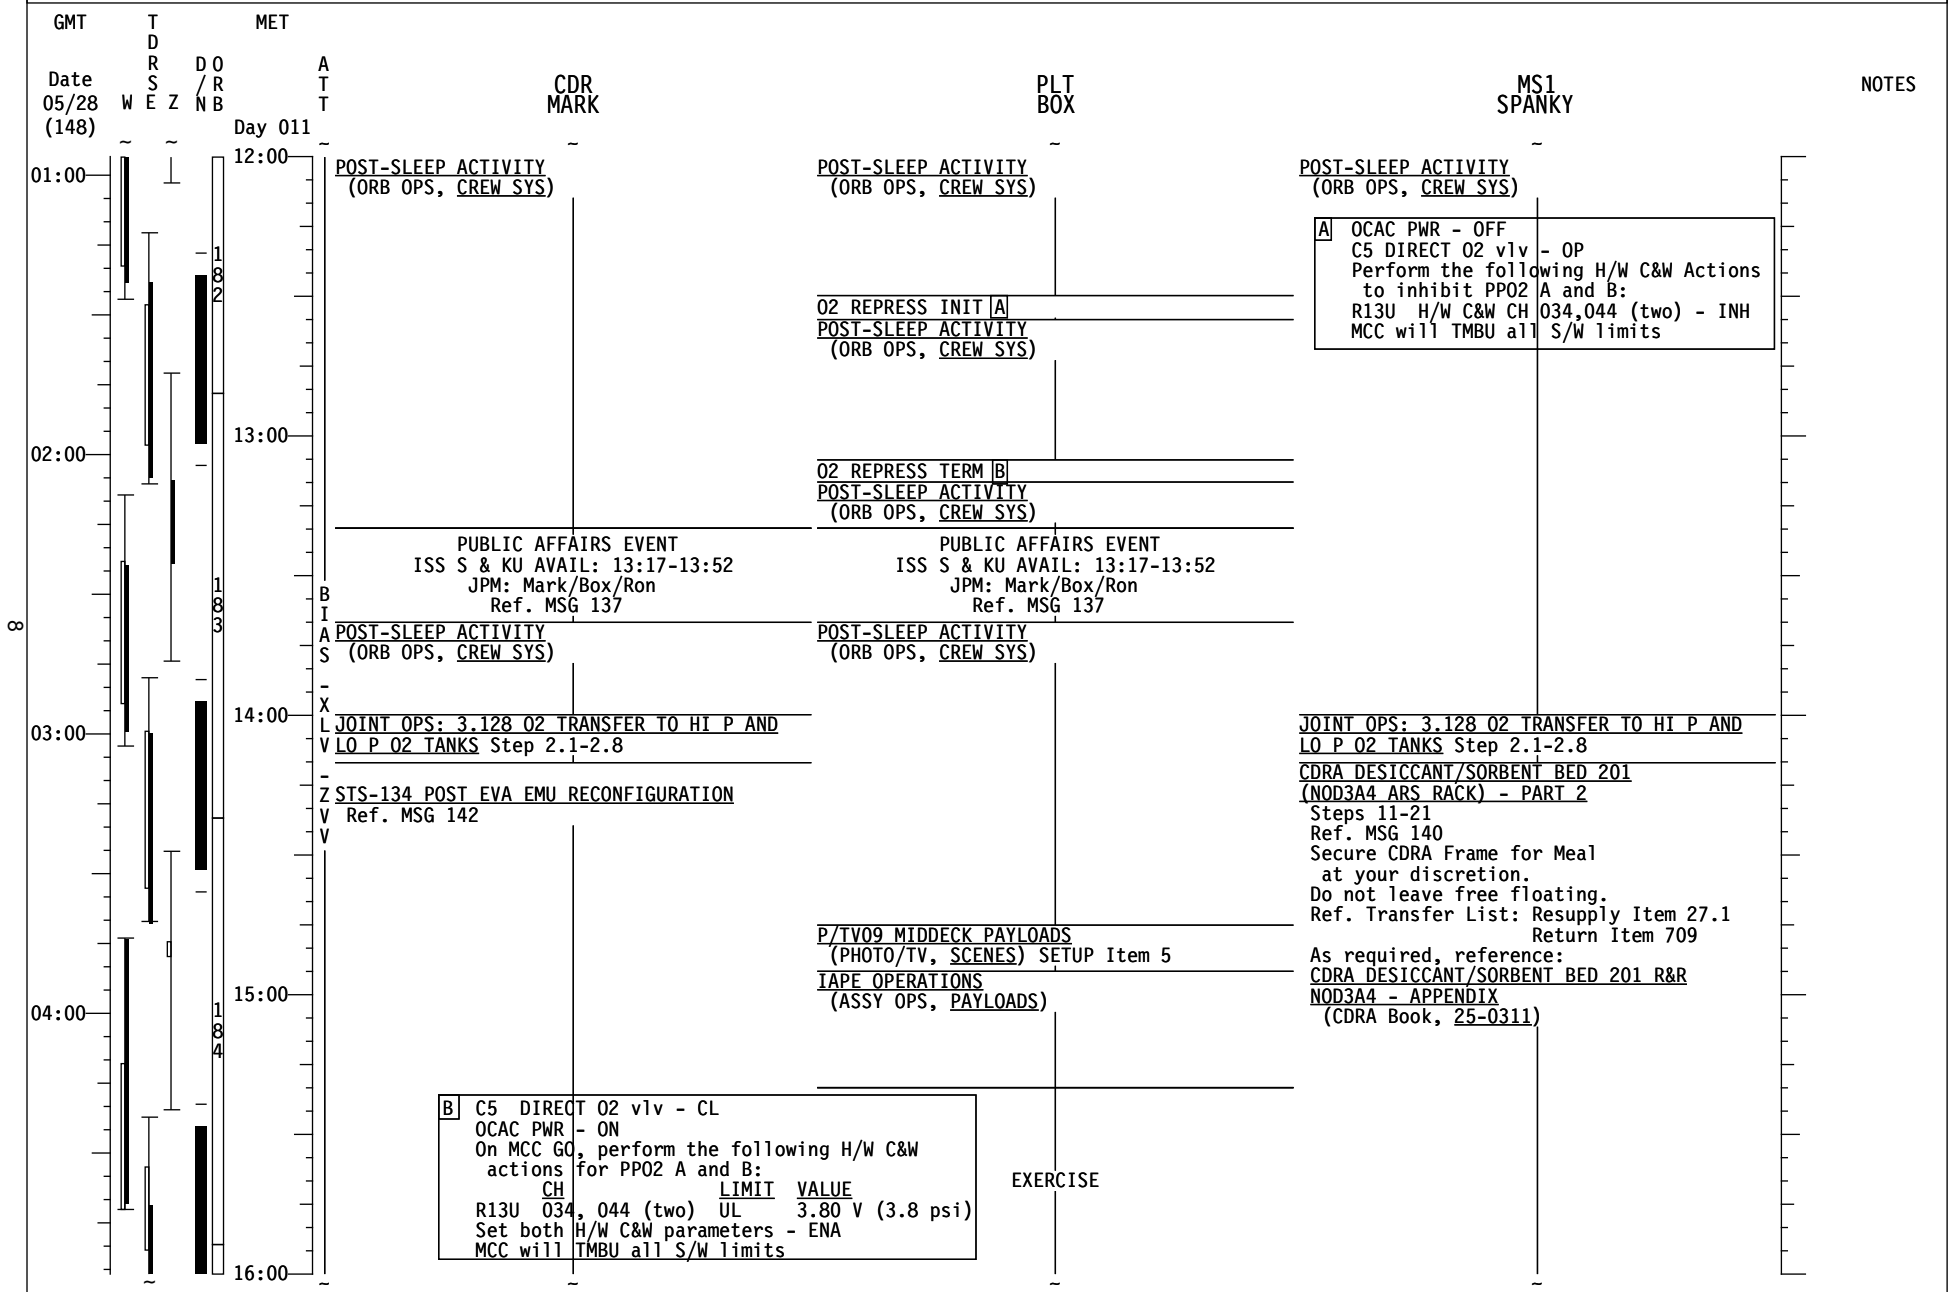 GMT
TDRS
MET
Date
05/28
(148)
W E Z
D/N
ORB
ATT
Day 011
CDR
MARK
PLT
BOX
MS1
SPANKY
NOTES
01:00
02:00
03:00
04:00
182
183
184
12:00
13:00
14:00
15:00
16:00
BIAS -XLV -ZVV
8
POST-SLEEP ACTIVITY
(ORB OPS, CREW SYS)
PUBLIC AFFAIRS EVENT
ISS S & KU AVAIL: 13:17-13:52
JPM: Mark/Box/Ron
Ref. MSG 137
POST-SLEEP ACTIVITY
(ORB OPS, CREW SYS)
JOINT OPS: 3.128 O2 TRANSFER TO HI P AND
LO P O2 TANKS Step 2.1-2.8
STS-134 POST EVA EMU RECONFIGURATION
Ref. MSG 142
B C5 DIRECT O2 vlv - CL
OCAC PWR - ON
On MCC GO, perform the following H/W C&W
actions for PPO2 A and B:
CH LIMIT VALUE
R13U 034, 044 (two) UL 3.80 V (3.8 psi)
Set both H/W C&W parameters - ENA
MCC will TMBU all S/W limits
POST-SLEEP ACTIVITY
(ORB OPS, CREW SYS)
O2 REPRESS INIT A
POST-SLEEP ACTIVITY
(ORB OPS, CREW SYS)
O2 REPRESS TERM B
POST-SLEEP ACTIVITY
(ORB OPS, CREW SYS)
PUBLIC AFFAIRS EVENT
ISS S & KU AVAIL: 13:17-13:52
JPM: Mark/Box/Ron
Ref. MSG 137
POST-SLEEP ACTIVITY
(ORB OPS, CREW SYS)
P/TV09 MIDDECK PAYLOADS
(PHOTO/TV, SCENES) SETUP Item 5
IAPE OPERATIONS
(ASSY OPS, PAYLOADS)
EXERCISE
POST-SLEEP ACTIVITY
(ORB OPS, CREW SYS)
A OCAC PWR - OFF
C5 DIRECT O2 vlv - OP
Perform the following H/W C&W Actions
to inhibit PPO2 A and B:
R13U H/W C&W CH 034,044 (two) - INH
MCC will TMBU all S/W limits
JOINT OPS: 3.128 O2 TRANSFER TO HI P AND
LO P O2 TANKS Step 2.1-2.8
CDRA DESICCANT/SORBENT BED 201
(NOD3A4 ARS RACK) - PART 2
Steps 11-21
Ref. MSG 140
Secure CDRA Frame for Meal
at your discretion.
Do not leave free floating.
Ref. Transfer List: Resupply Item 27.1
Return Item 709
As required, reference:
CDRA DESICCANT/SORBENT BED 201 R&R
NOD3A4 - APPENDIX
(CDRA Book, 25-0311)